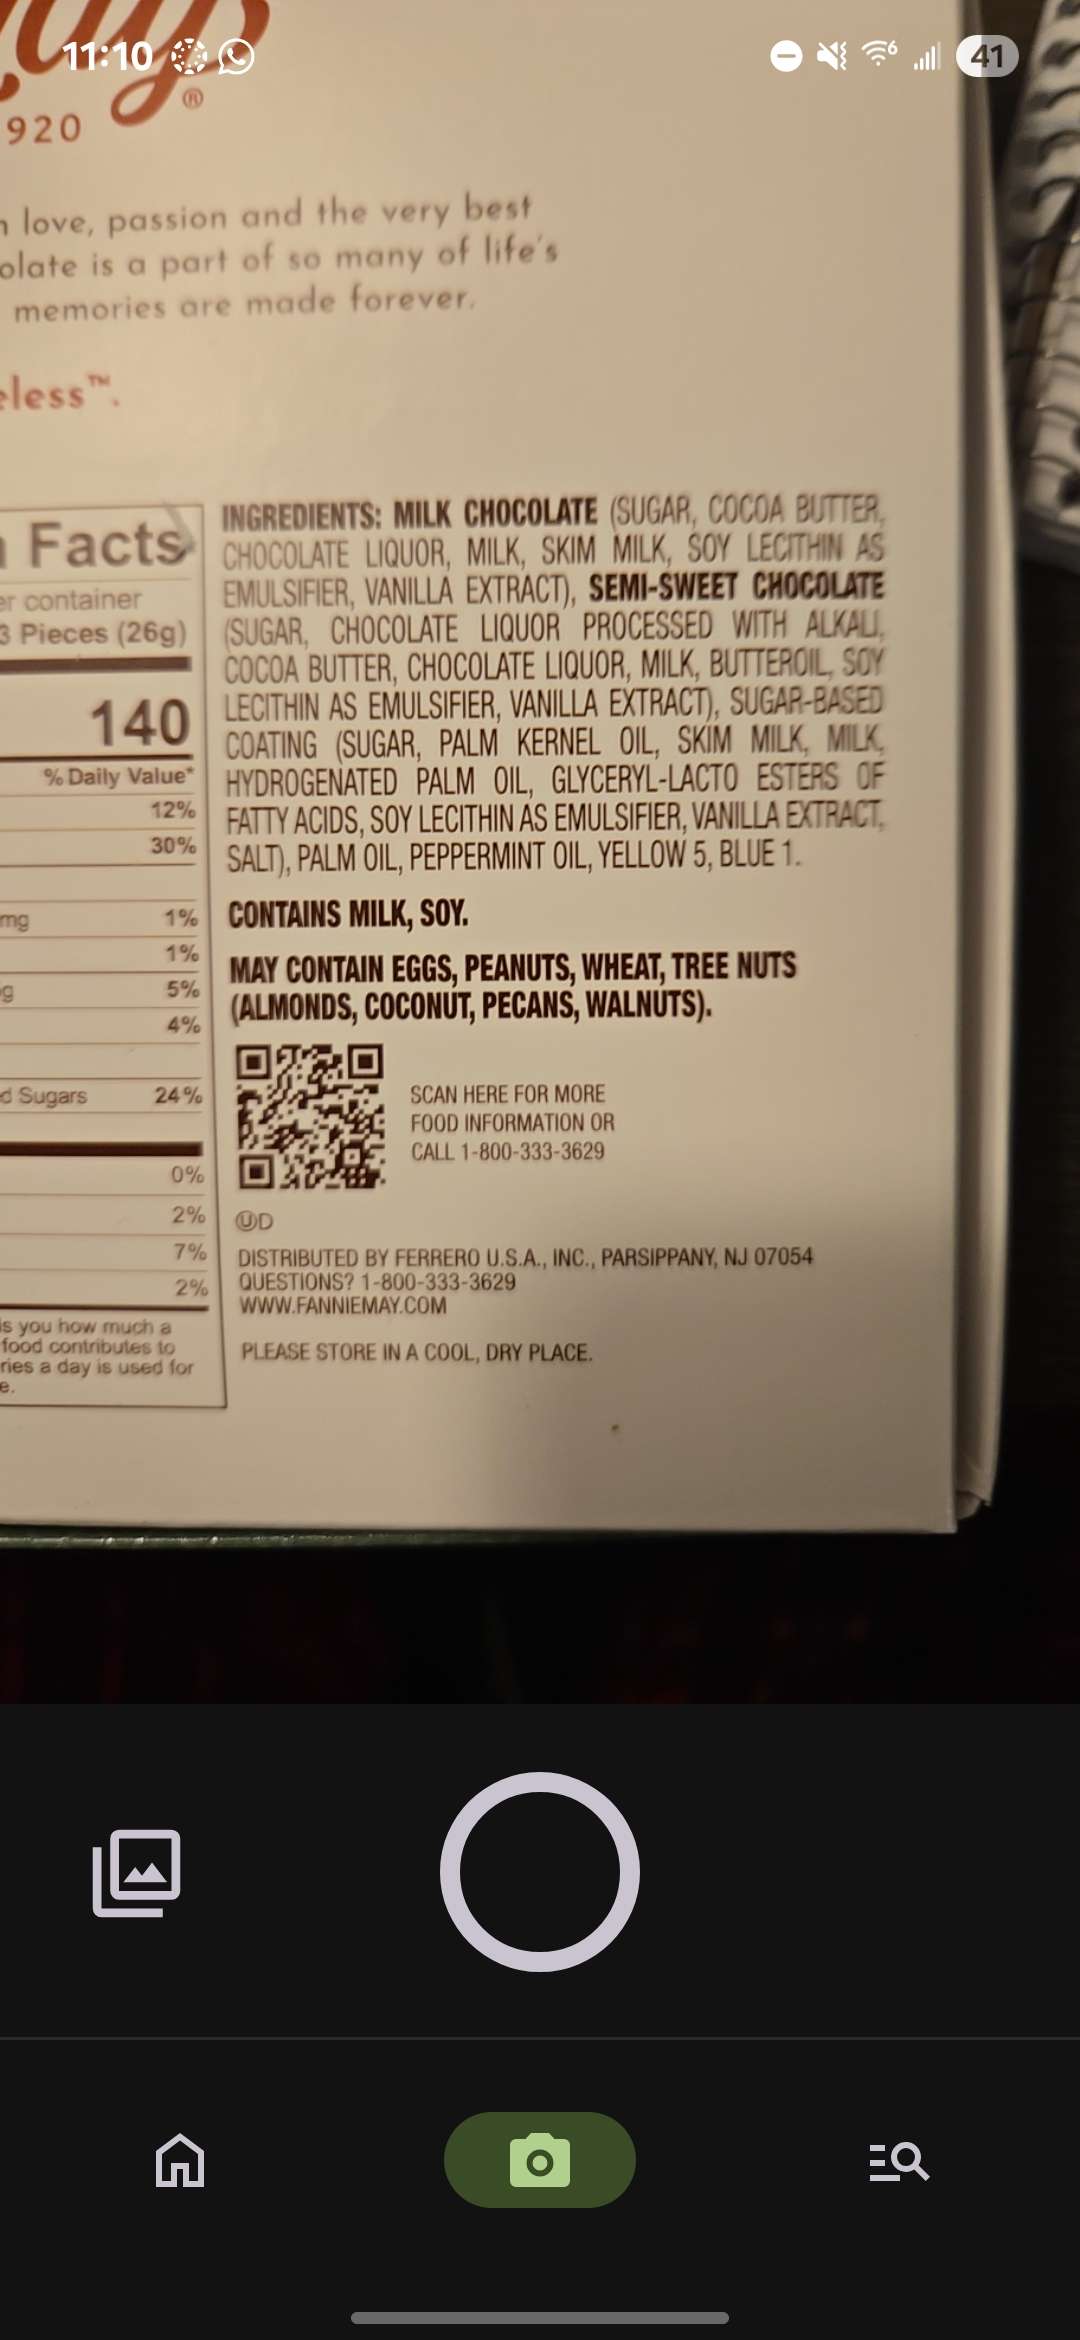 11:10
6
41
®
920
love, passion and the very best
is a part of so many of life's
memories are made forever.
™.
Facts
container
3 Pieces (26g)
140
% Daily Value*
12%
30%
mg 1%
1%
g 5%
4%
Sugars 24%
0%
2%
7%
2%
you how much a
food contributes to
a day is used for
INGREDIENTS: MILK CHOCOLATE (SUGAR, COCOA BUTTER,
CHOCOLATE LIQUOR, MILK, SKIM MILK, SOY LECITHIN AS
EMULSIFIER, VANILLA EXTRACT), SEMI-SWEET CHOCOLATE
(SUGAR, CHOCOLATE LIQUOR PROCESSED WITH ALKALI,
COCOA BUTTER, CHOCOLATE LIQUOR, MILK, BUTTEROIL, SOY
LECITHIN AS EMULSIFIER, VANILLA EXTRACT), SUGAR-BASED
COATING (SUGAR, PALM KERNEL OIL, SKIM MILK, MILK,
HYDROGENATED PALM OIL, GLYCERYL-LACTO ESTERS OF
FATTY ACIDS, SOY LECITHIN AS EMULSIFIER, VANILLA EXTRACT,
SALT), PALM OIL, PEPPERMINT OIL, YELLOW 5, BLUE 1.
CONTAINS MILK, SOY.
MAY CONTAIN EGGS, PEANUTS, WHEAT, TREE NUTS
(ALMONDS, COCONUT, PECANS, WALNUTS).
SCAN HERE FOR MORE
FOOD INFORMATION OR
CALL 1-800-333-3629
ⓊD
DISTRIBUTED BY FERRERO U.S.A., INC., PARSIPPANY, NJ 07054
QUESTIONS? 1-800-333-3629
WWW.FANNIEMAY.COM
PLEASE STORE IN A COOL, DRY PLACE.